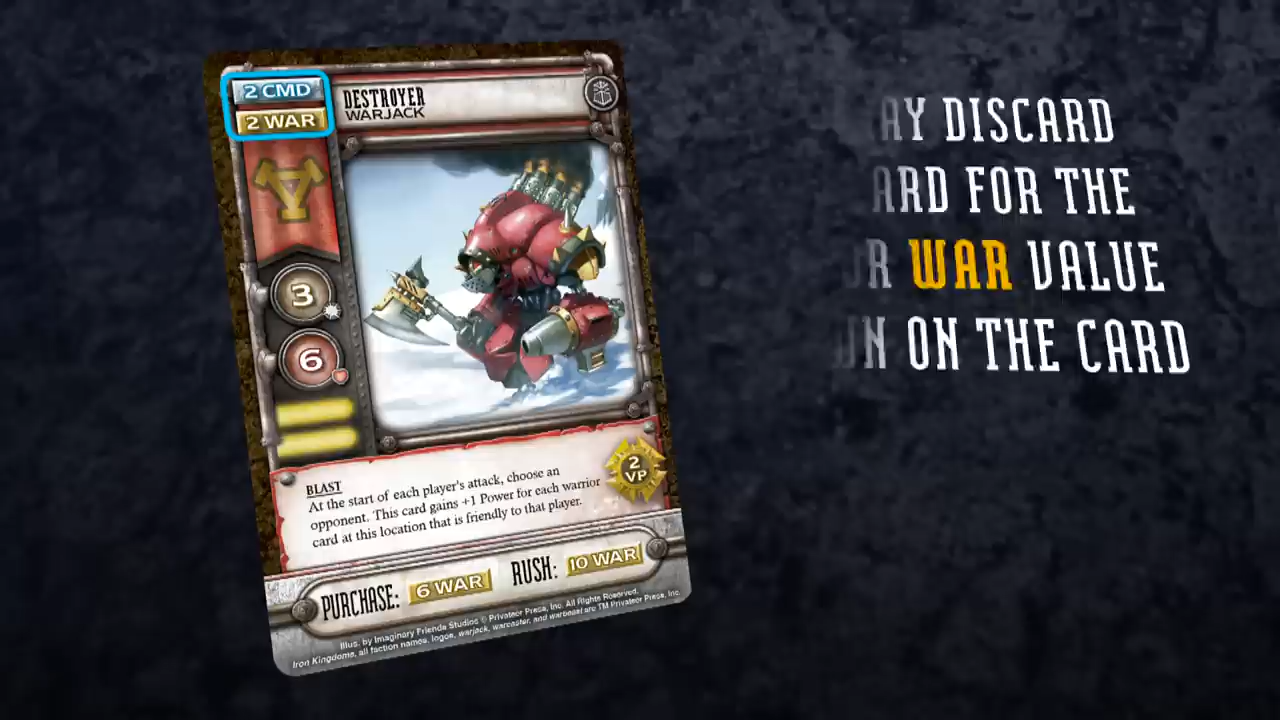 2 CMD
2 WAR
DESTROYER
WARJACK
3
6
BLAST
At the start of each player's attack, choose an
opponent. This card gains +1 Power for each warrior
card at this location that is friendly to that player.
2
VP
PURCHASE: 6 WAR RUSH: 10 WAR
Illus. by Imaginary Friends Studios © Privateer Press, Inc. All Rights Reserved.
Iron Kingdoms, all faction names, logos, warjack, warcaster, and warbeast are TM Privateer Press, Inc.
AY DISCARD
ARD FOR THE
R WAR VALUE
N ON THE CARD